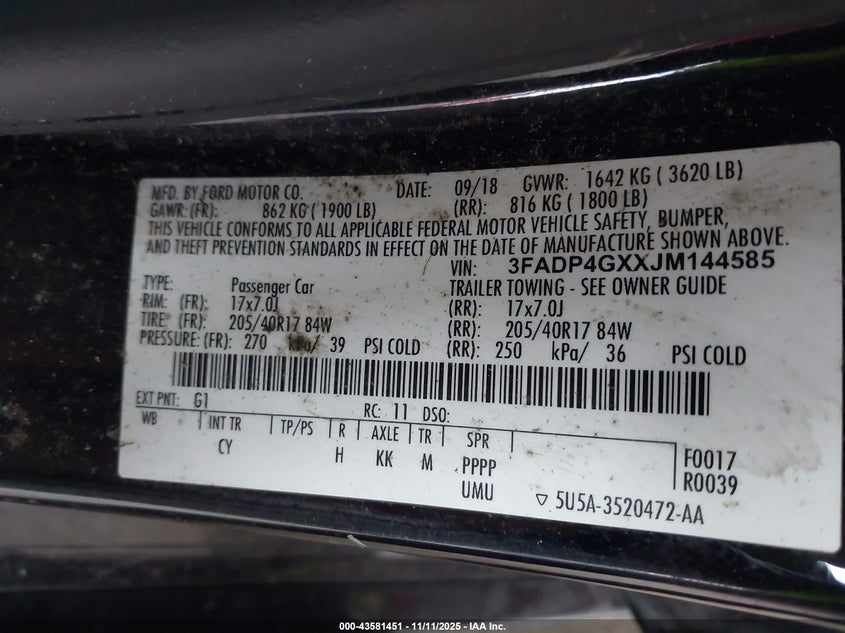 MFD. BY FORD MOTOR CO. DATE: 09/18 GVWR: 1642 KG ( 3620 LB)
GAWR: (FR): 862 KG ( 1900 LB) (RR): 816 KG ( 1800 LB)
THIS VEHICLE CONFORMS TO ALL APPLICABLE FEDERAL MOTOR VEHICLE SAFETY, BUMPER,
AND THEFT PREVENTION STANDARDS IN EFFECT ON THE DATE OF MANUFACTURE SHOWN ABOVE.
VIN: 3FADP4GXXJM144585
TYPE: Passenger Car TRAILER TOWING - SEE OWNER GUIDE
RIM: (FR): 17x7.0J (RR): 17x7.0J
TIRE: (FR): 205/40R17 84W (RR): 205/40R17 84W
PRESSURE: (FR): 270 kPa/ 39 PSI COLD (RR): 250 kPa/ 36 PSI COLD
EXT PNT: G1 RC: 11 DSO:
WB INT TR TP/PS R AXLE TR SPR F0017
CY H KK M PPPP R0039
UMU ▽ 5U5A-3520472-AA
000-43581451 - 11/11/2025 - IAA Inc.